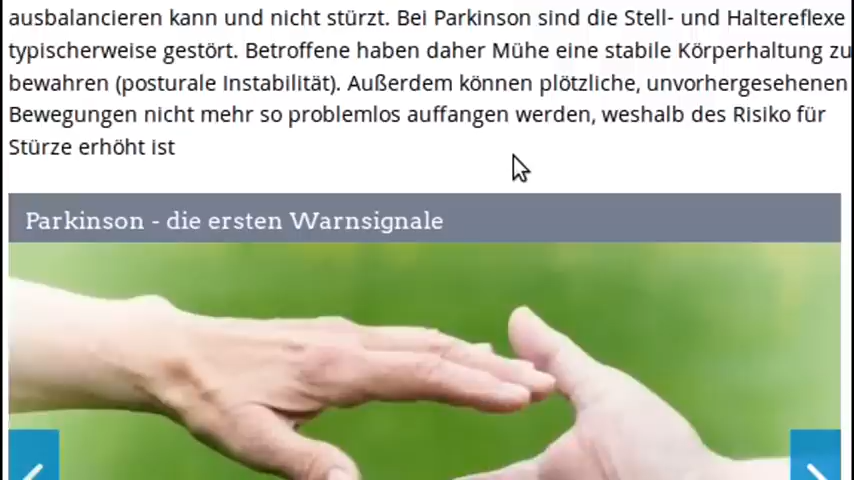 ausbalancieren kann und nicht stürzt. Bei Parkinson sind die Stell- und Haltereflexe
typischerweise gestört. Betroffene haben daher Mühe eine stabile Körperhaltung zu
bewahren (posturale Instabilität). Außerdem können plötzliche, unvorhergesehenen
Bewegungen nicht mehr so problemlos auffangen werden, weshalb des Risiko für
Stürze erhöht ist
Parkinson - die ersten Warnsignale